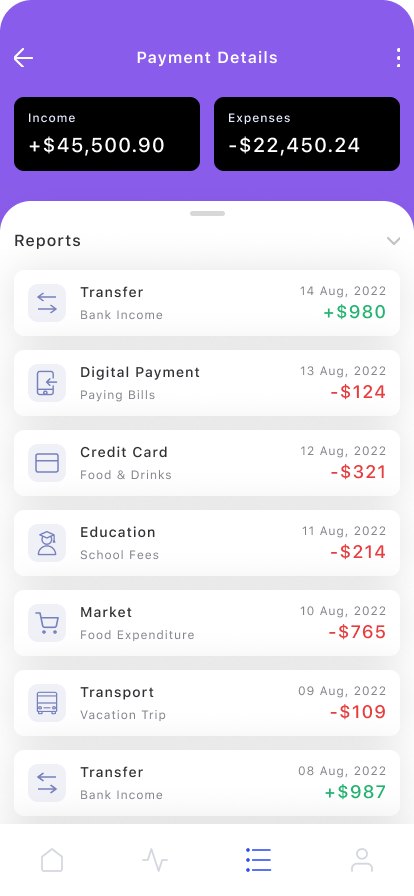 Payment Details
Income
Expenses
+$45,500.90
-$22,450.24
Reports
Transfer
14 Aug, 2022
Bank Income
+$980
Digital Payment
13 Aug, 2022
Paying Bills
-$124
Credit Card
12 Aug, 2022
Food & Drinks
-$321
Education
11 Aug, 2022
School Fees
-$214
Market
10 Aug, 2022
Food Expenditure
-$765
Transport
09 Aug, 2022
Vacation Trip
-$109
Transfer
08 Aug, 2022
Bank Income
+$987